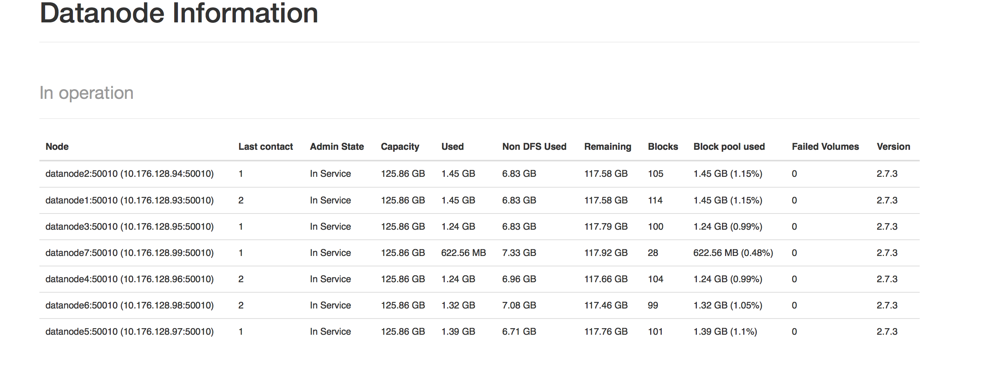 Datanode Information
In operation
Node Last contact Admin State Capacity Used Non DFS Used Remaining Blocks Block pool used Failed Volumes Version
datanode2:50010 (10.176.128.94:50010) 1 In Service 125.86 GB 1.45 GB 6.83 GB 117.58 GB 105 1.45 GB (1.15%) 0 2.7.3
datanode1:50010 (10.176.128.93:50010) 2 In Service 125.86 GB 1.45 GB 6.83 GB 117.58 GB 114 1.45 GB (1.15%) 0 2.7.3
datanode3:50010 (10.176.128.95:50010) 1 In Service 125.86 GB 1.24 GB 6.83 GB 117.79 GB 100 1.24 GB (0.99%) 0 2.7.3
datanode7:50010 (10.176.128.99:50010) 1 In Service 125.86 GB 622.56 MB 7.33 GB 117.92 GB 28 622.56 MB (0.48%) 0 2.7.3
datanode4:50010 (10.176.128.96:50010) 2 In Service 125.86 GB 1.24 GB 6.96 GB 117.66 GB 104 1.24 GB (0.99%) 0 2.7.3
datanode6:50010 (10.176.128.98:50010) 2 In Service 125.86 GB 1.32 GB 7.08 GB 117.46 GB 99 1.32 GB (1.05%) 0 2.7.3
datanode5:50010 (10.176.128.97:50010) 1 In Service 125.86 GB 1.39 GB 6.71 GB 117.76 GB 101 1.39 GB (1.1%) 0 2.7.3